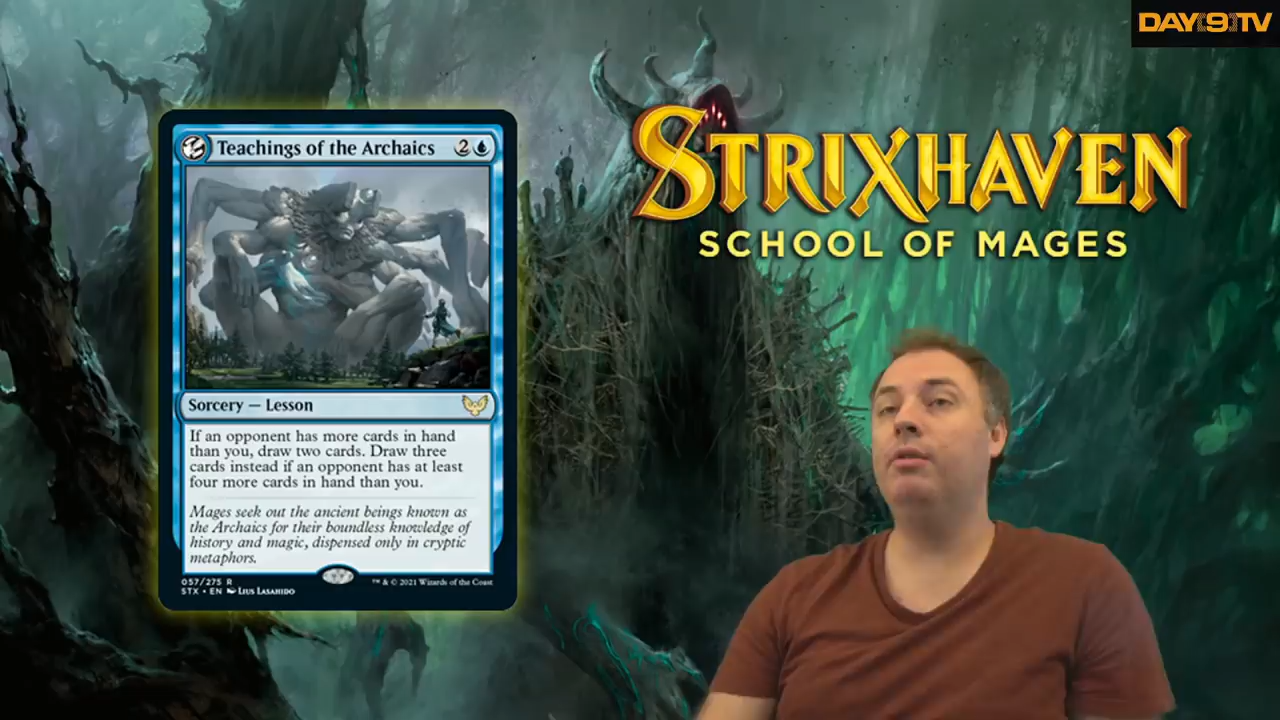 DAY[9]TV
Teachings of the Archaics 2
STRIXHAVEN
SCHOOL OF MAGES
Sorcery — Lesson
If an opponent has more cards in hand
than you, draw two cards. Draw three
cards instead if an opponent has at least
four more cards in hand than you.
Mages seek out the ancient beings known as
the Archaics for their boundless knowledge of
history and magic, dispensed only in cryptic
metaphors.
057/275 R
STX • EN Lius Lasahido
™ & © 2021 Wizards of the Coast